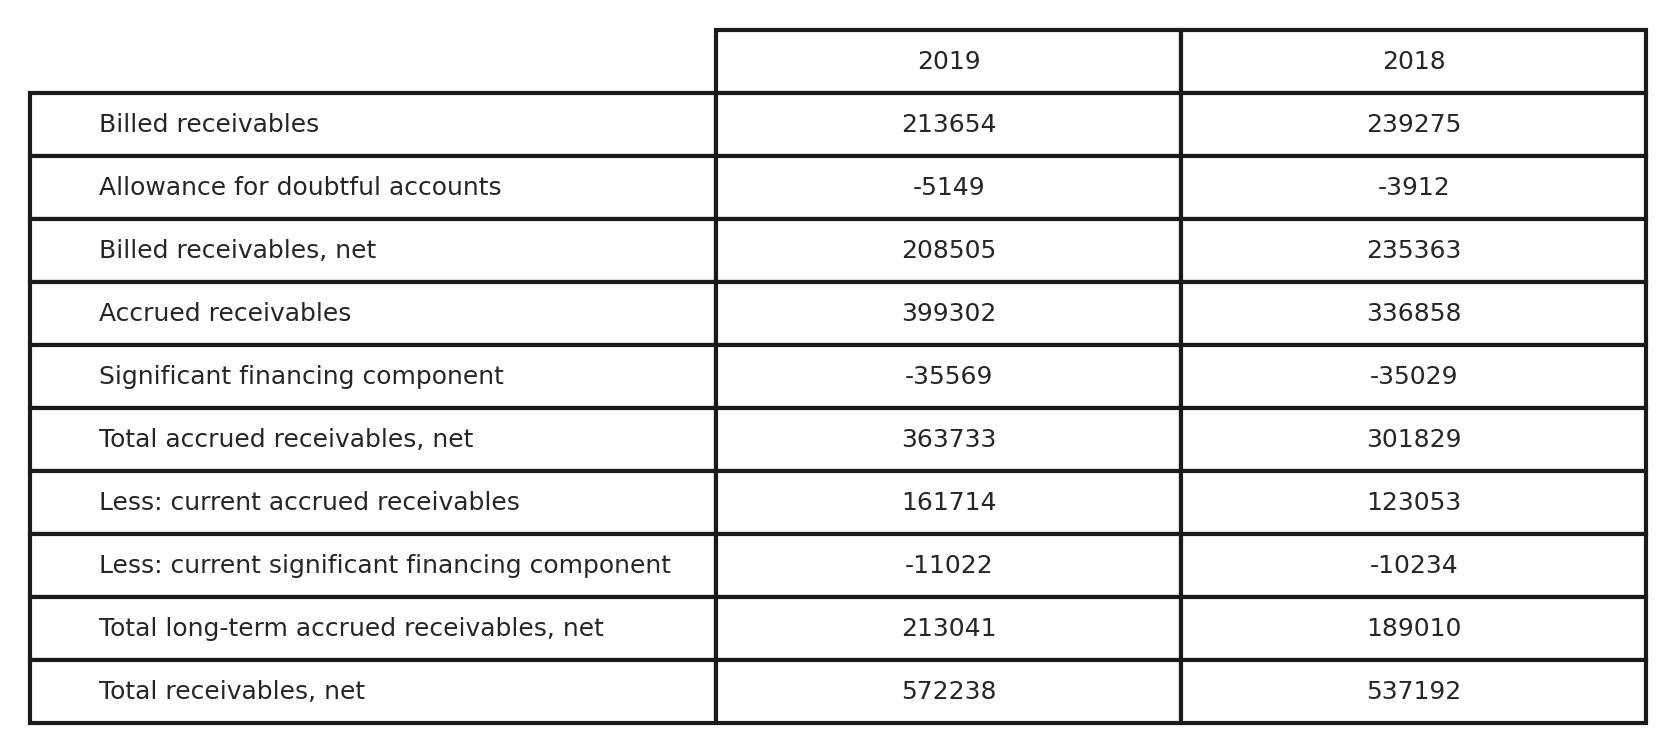 2019 2018
Billed receivables 213654 239275
Allowance for doubtful accounts -5149 -3912
Billed receivables, net 208505 235363
Accrued receivables 399302 336858
Significant financing component -35569 -35029
Total accrued receivables, net 363733 301829
Less: current accrued receivables 161714 123053
Less: current significant financing component -11022 -10234
Total long-term accrued receivables, net 213041 189010
Total receivables, net 572238 537192